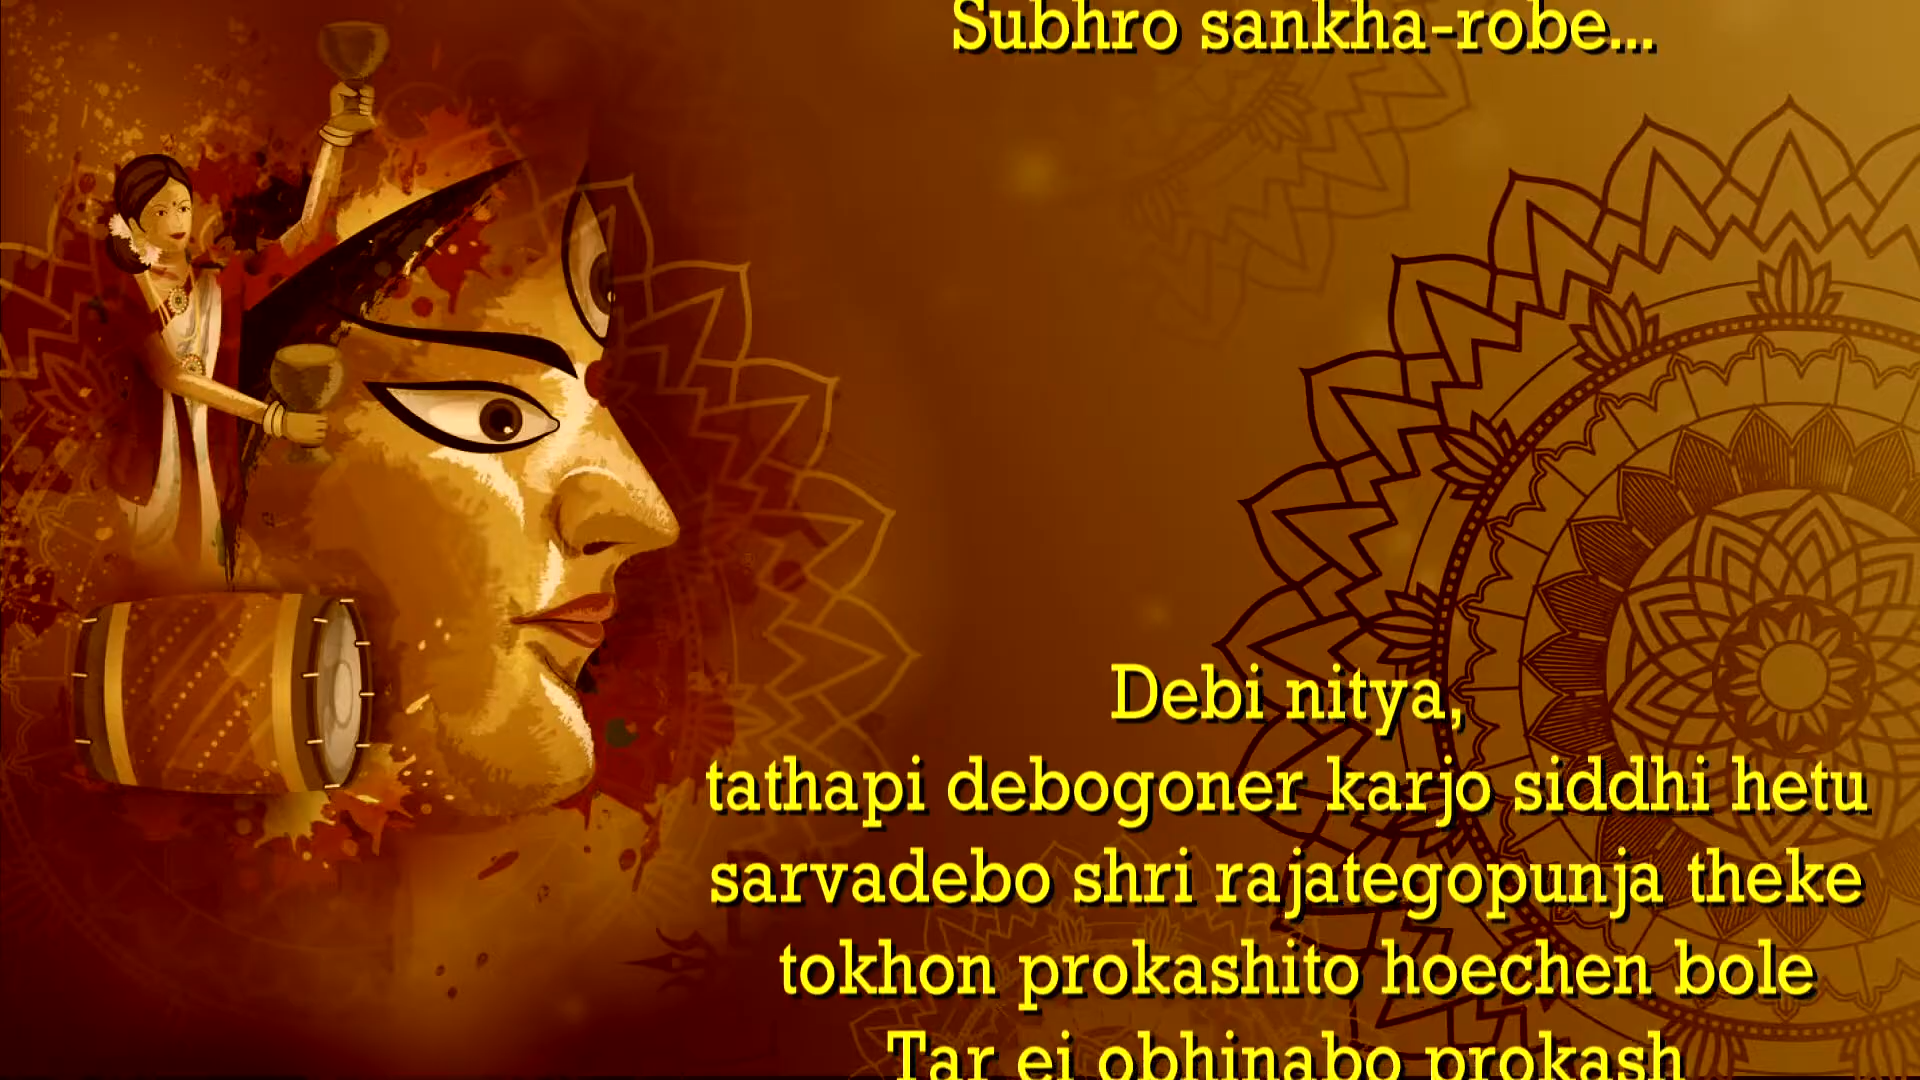 Subhro sankha-robe...
Debi nitya,
tathapi debogoner karjo siddhi hetu
sarvadebo shri rajategopunja theke
tokhon prokashito hoechen bole
Tar ei obhinabo prokash